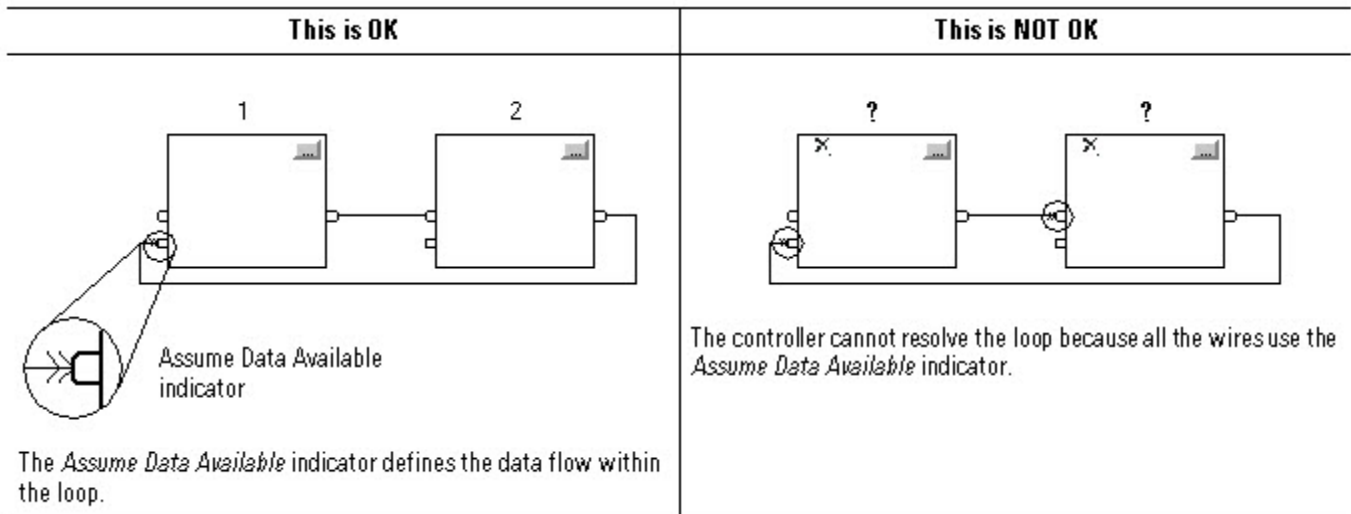 This is OK
This is NOT OK
1
2
...
...
Assume Data Available
indicator
The Assume Data Available indicator defines the data flow within
the loop.
?
?
...
...
The controller cannot resolve the loop because all the wires use the
Assume Data Available indicator.